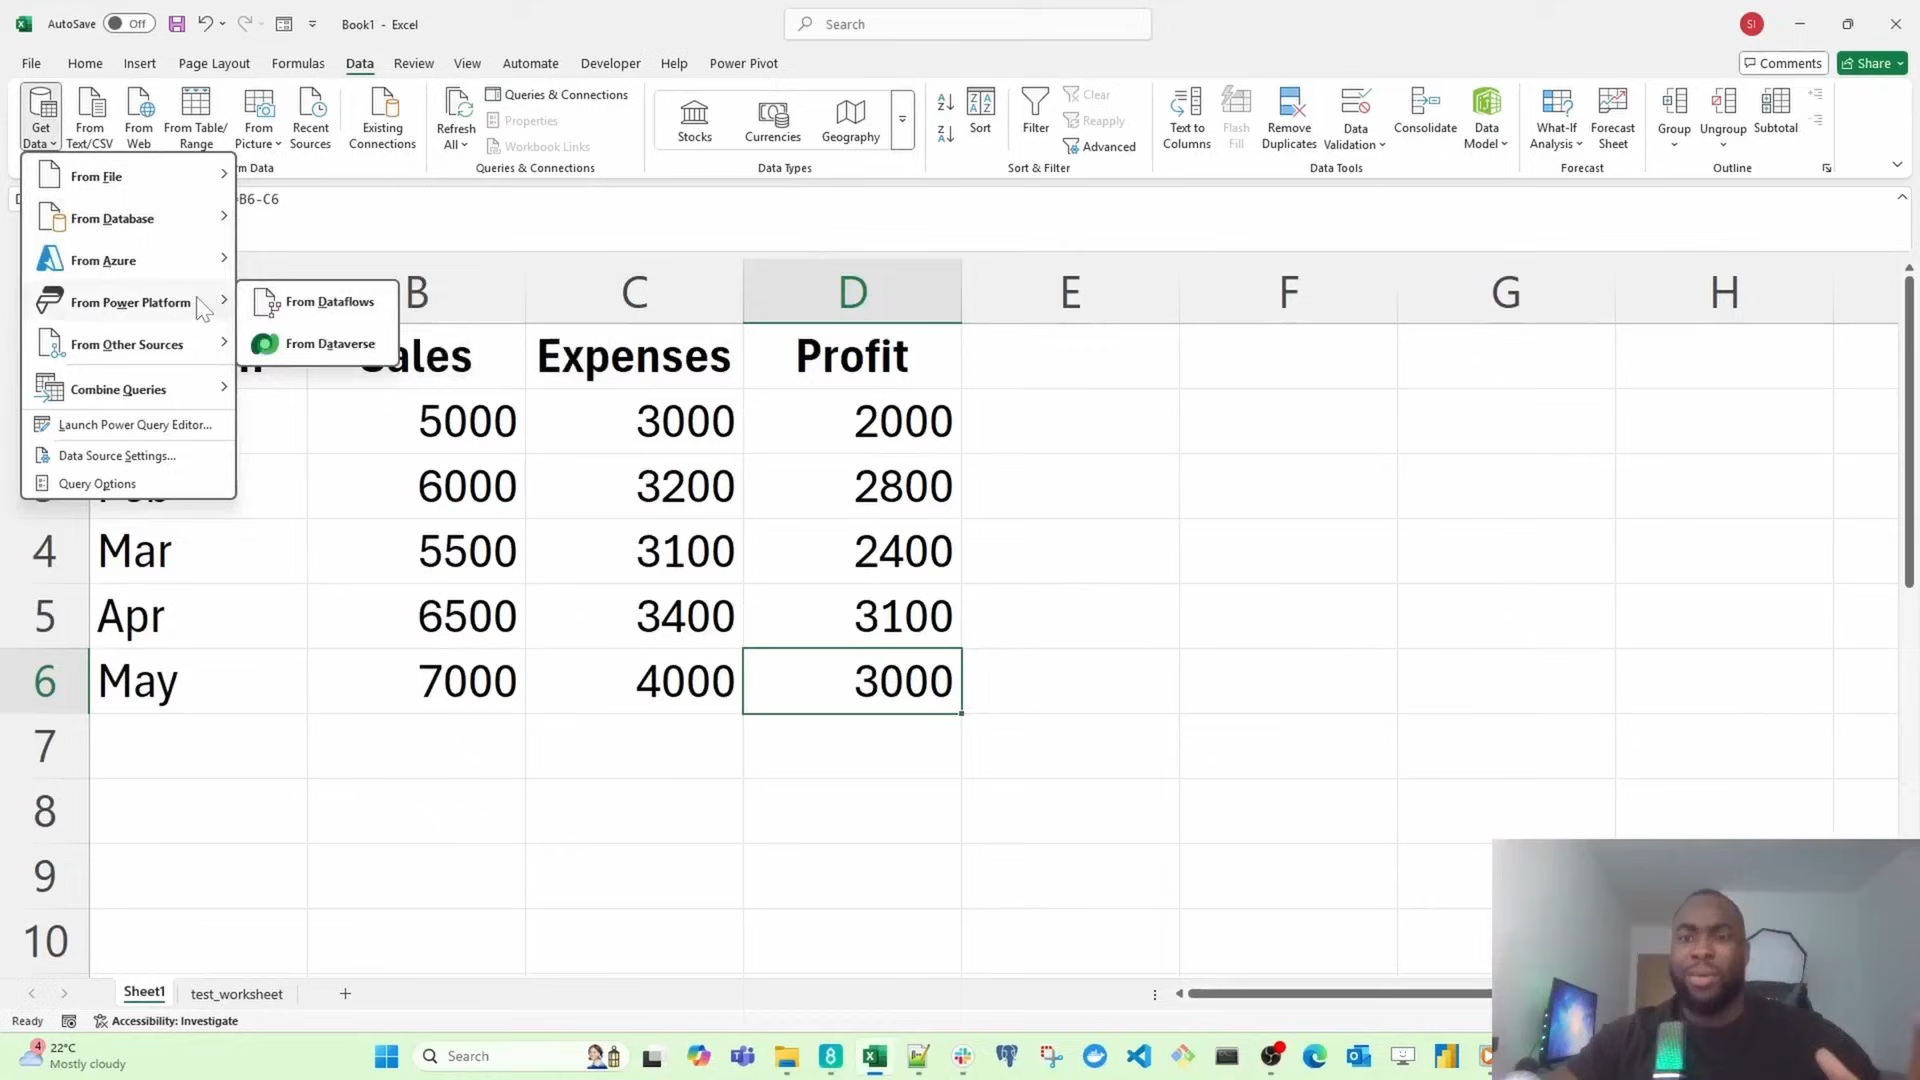 AutoSave Off Book1 - Excel Search SI
File Home Insert Page Layout Formulas Data Review View Automate Developer Help Power Pivot Comments Share
Get Data
From Text/CSV
From Web
From Table/ Range
From Picture
Recent Sources
Existing Connections
Refresh All
Queries & Connections
Properties
Workbook Links
Stocks
Currencies
Geography
Sort
Filter
Clear
Reapply
Advanced
Text to Columns
Flash Fill
Remove Duplicates
Data Validation
Consolidate
Data Model
What-If Analysis
Forecast Sheet
Group
Ungroup
Subtotal
m Data Queries & Connections Data Types Sort & Filter Data Tools Forecast Outline
B6-C6
From File
From Database
From Azure
From Power Platform
From Other Sources
Combine Queries
Launch Power Query Editor...
Data Source Settings...
Query Options
From Dataflows
From Dataverse
B C D E F G H
ales Expenses Profit
5000 3000 2000
6000 3200 2800
4 Mar 5500 3100 2400
5 Apr 6500 3400 3100
6 May 7000 4000 3000
7
8
9
10
Sheet1 test_worksheet
Ready Accessibility: Investigate
4 22°C
Mostly cloudy
Search
8